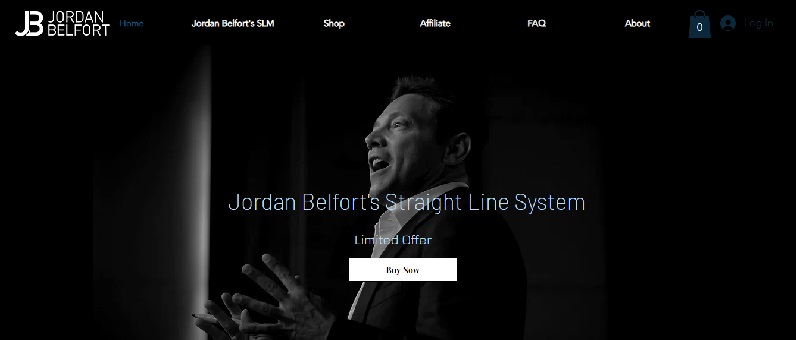 JORDAN
BELFORT
Home
Jordan Belfort's SLM
Shop
Affiliate
FAQ
About
0
Log In
Jordan Belfort's Straight Line System
Limited Offer
Buy Now